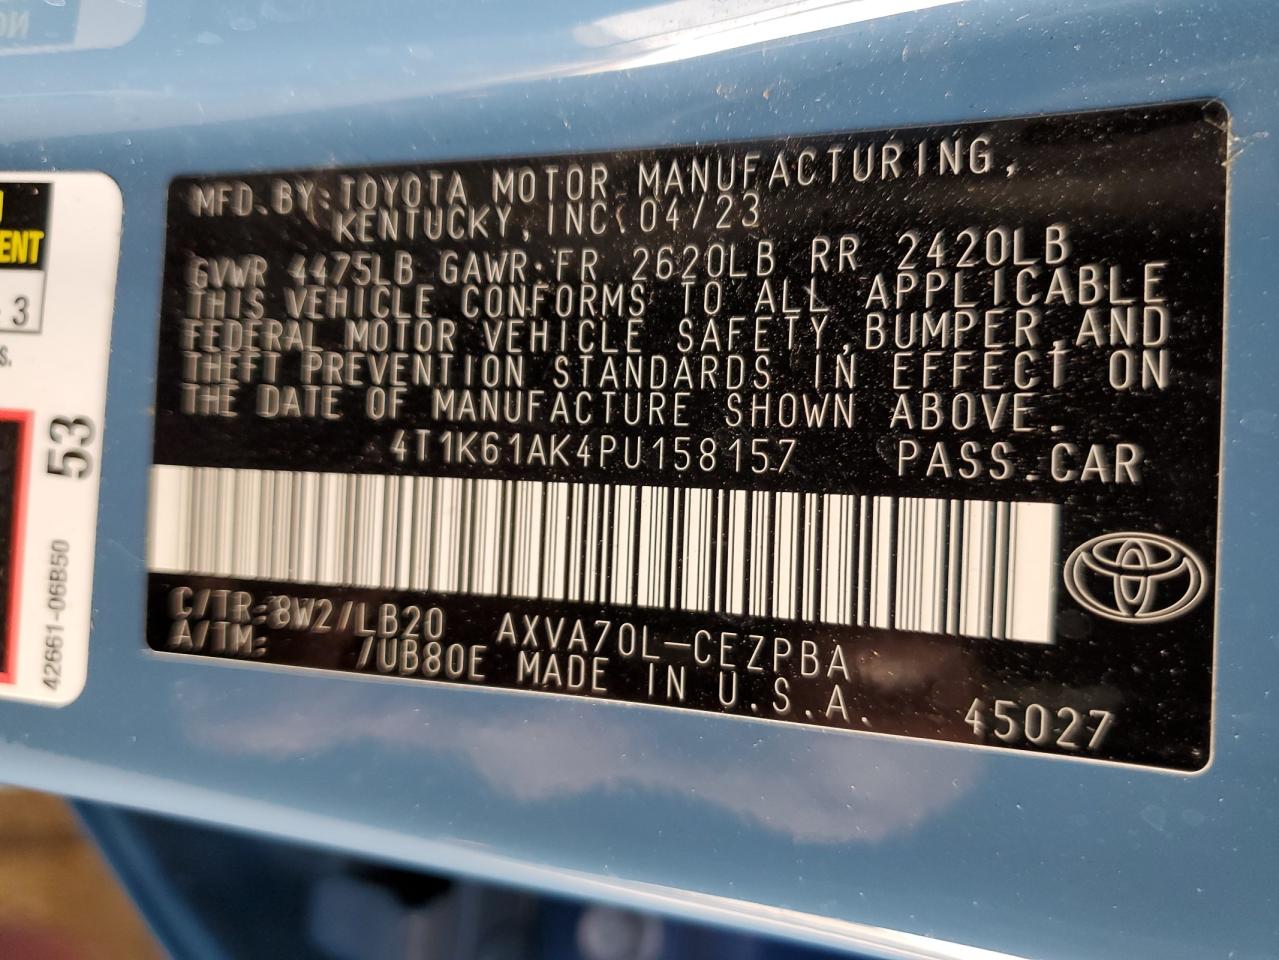 MFD.BY:TOYOTA MOTOR MANUFACTURING,
KENTUCKY,INC. 04/23
GVWR 4475LB GAWR:FR 2620LB RR 2420LB
THIS VEHICLE CONFORMS TO ALL APPLICABLE
FEDERAL MOTOR VEHICLE SAFETY,BUMPER,AND
THEFT PREVENTION STANDARDS IN EFFECT ON
THE DATE OF MANUFACTURE SHOWN ABOVE.
4T1K61AK4PU158157 PASS.CAR
C/TR:8W2/LB20 AXVA70L-CEZPBA
A/TM: /UB80E MADE IN U.S.A.
45027
3
53
42661-06B50